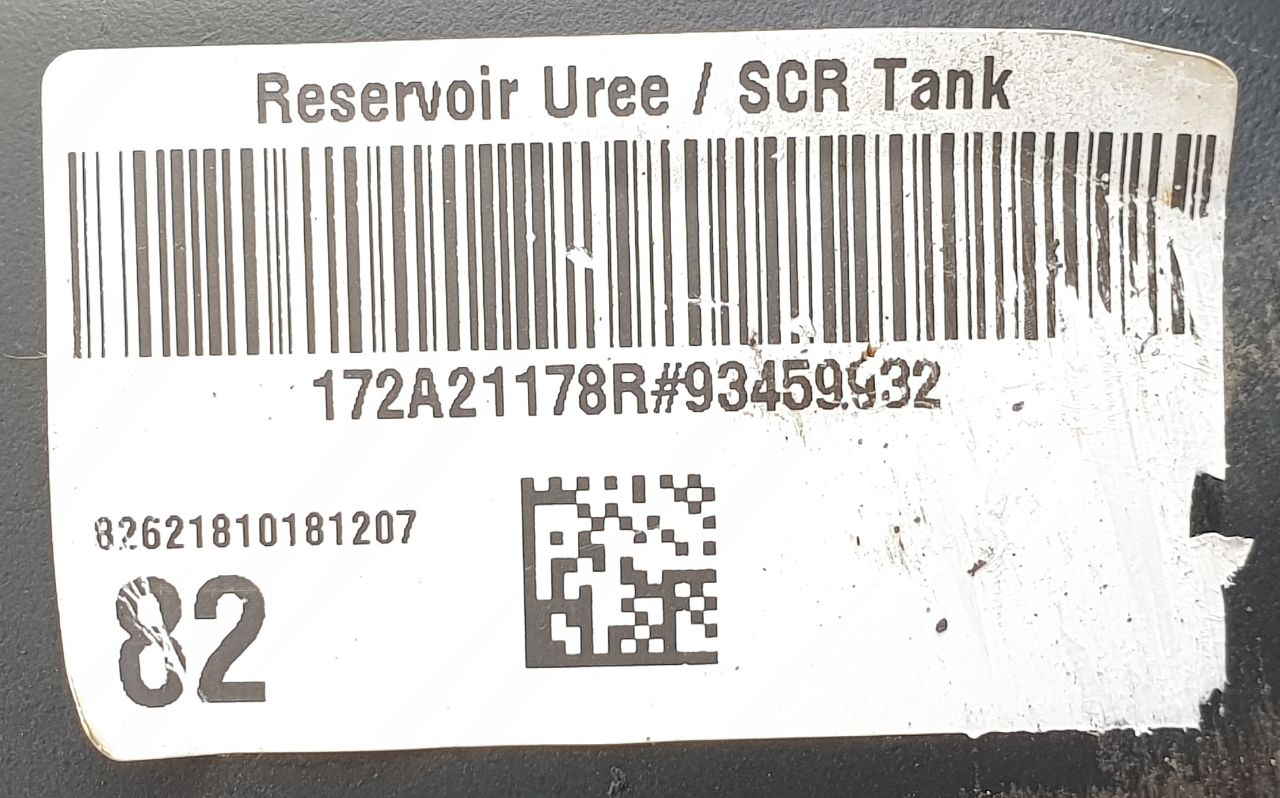 Reservoir Uree / SCR Tank
172A21178R#93459932
82621810181207
82